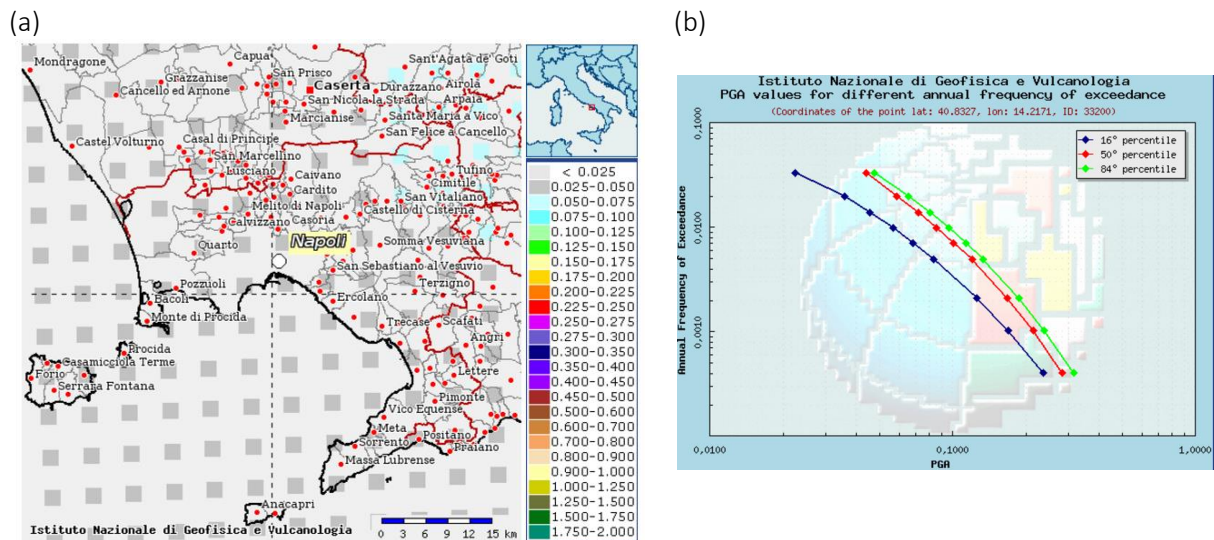 (a)
(b)
Mondragone
Capua
Sant'Agata de' Goti
Grazzanise
San Prisco
Caserta
Durazzano
Airola
Cancello ed Arnone
San Nicola la Strada
Arpaia
Marcianise
Santa Maria a Vico
San Felice a Cancello
Castel Volturno
Casal di Principe
San Marcellino
Lusciano
Caivano
Tufino
Cardito
Cimitile
Melito di Napoli
San Vitaliano
Calvizzano
Casoria
Castello di Cisterna
Quarto
Napoli
Somma Vesuviana
San Sebastiano al Vesuvio
Pozzuoli
Terzigno
Bacoli
Ercolano
Monte di Procida
Trecase
Scafati
Procida
Angri
Casamicciola Terme
Forio
Lettere
Serrara Fontana
Pimonte
Vico Equense
Meta
Positano
Sorrento
Praiano
Massa Lubrense
Anacapri
Istituto Nazionale di Geofisica e Vulcanologia
0 3 6 9 12 15 km
< 0.025
0.025-0.050
0.050-0.075
0.075-0.100
0.100-0.125
0.125-0.150
0.150-0.175
0.175-0.200
0.200-0.225
0.225-0.250
0.250-0.275
0.275-0.300
0.300-0.350
0.350-0.400
0.400-0.450
0.450-0.500
0.500-0.600
0.600-0.700
0.700-0.800
0.800-0.900
0.900-1.000
1.000-1.250
1.250-1.500
1.500-1.750
1.750-2.000
Istituto Nazionale di Geofisica e Vulcanologia
PGA values for different annual frequency of exceedance
(Coordinates of the point lat: 40.8327, lon: 14.2171, ID: 33200)
16° percentile
50° percentile
84° percentile
Annual Frequency of Exceedance
0,1000
0,0100
0,0010
0,0100
0,1000
1,0000
PGA